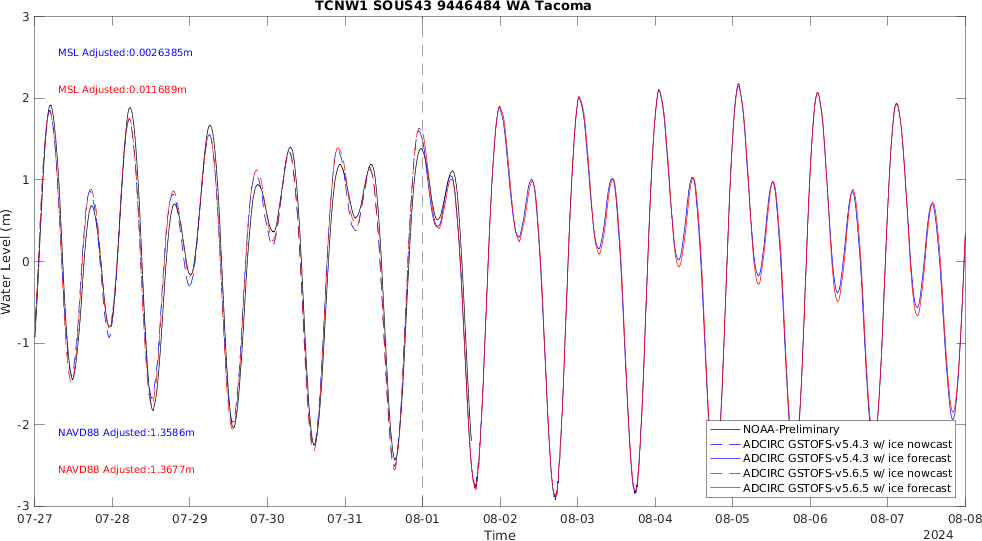 TCNW1 SOUS43 9446484 WA Tacoma
3
2
1
0
-1
-2
-3
Water Level (m)
MSL Adjusted:0.0026385m
MSL Adjusted:0.011689m
NAVD88 Adjusted:1.3586m
NAVD88 Adjusted:1.3677m
NOAA-Preliminary
ADCIRC GSTOFS-v5.4.3 w/ ice nowcast
ADCIRC GSTOFS-v5.4.3 w/ ice forecast
ADCIRC GSTOFS-v5.6.5 w/ ice nowcast
ADCIRC GSTOFS-v5.6.5 w/ ice forecast
07-27 07-28 07-29 07-30 07-31 08-01 08-02 08-03 08-04 08-05 08-06 08-07 08-08
Time
2024